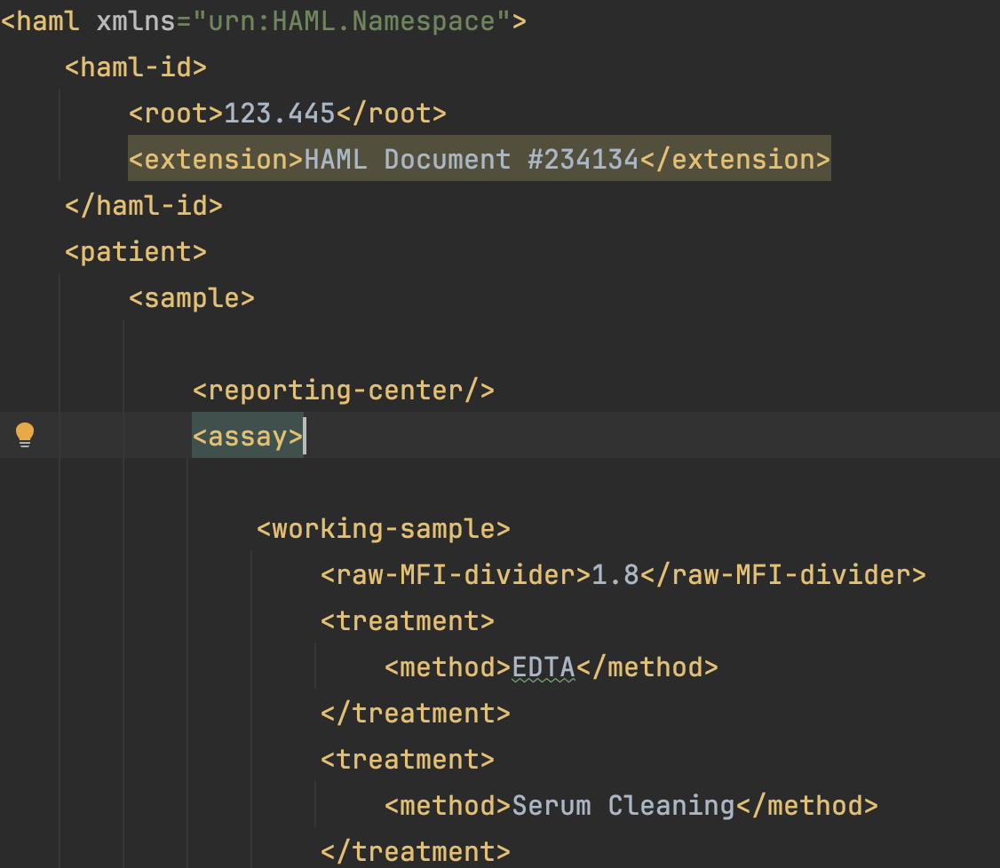 <haml xmlns="urn:HAML.Namespace">
    <haml-id>
        <root>123.445</root>
        <extension>HAML Document #234134</extension>
    </haml-id>
    <patient>
        <sample>
            <reporting-center/>
            <assay>
                <working-sample>
                    <raw-MFI-divider>1.8</raw-MFI-divider>
                    <treatment>
                        <method>EDTA</method>
                    </treatment>
                    <treatment>
                        <method>Serum Cleaning</method>
                    </treatment>